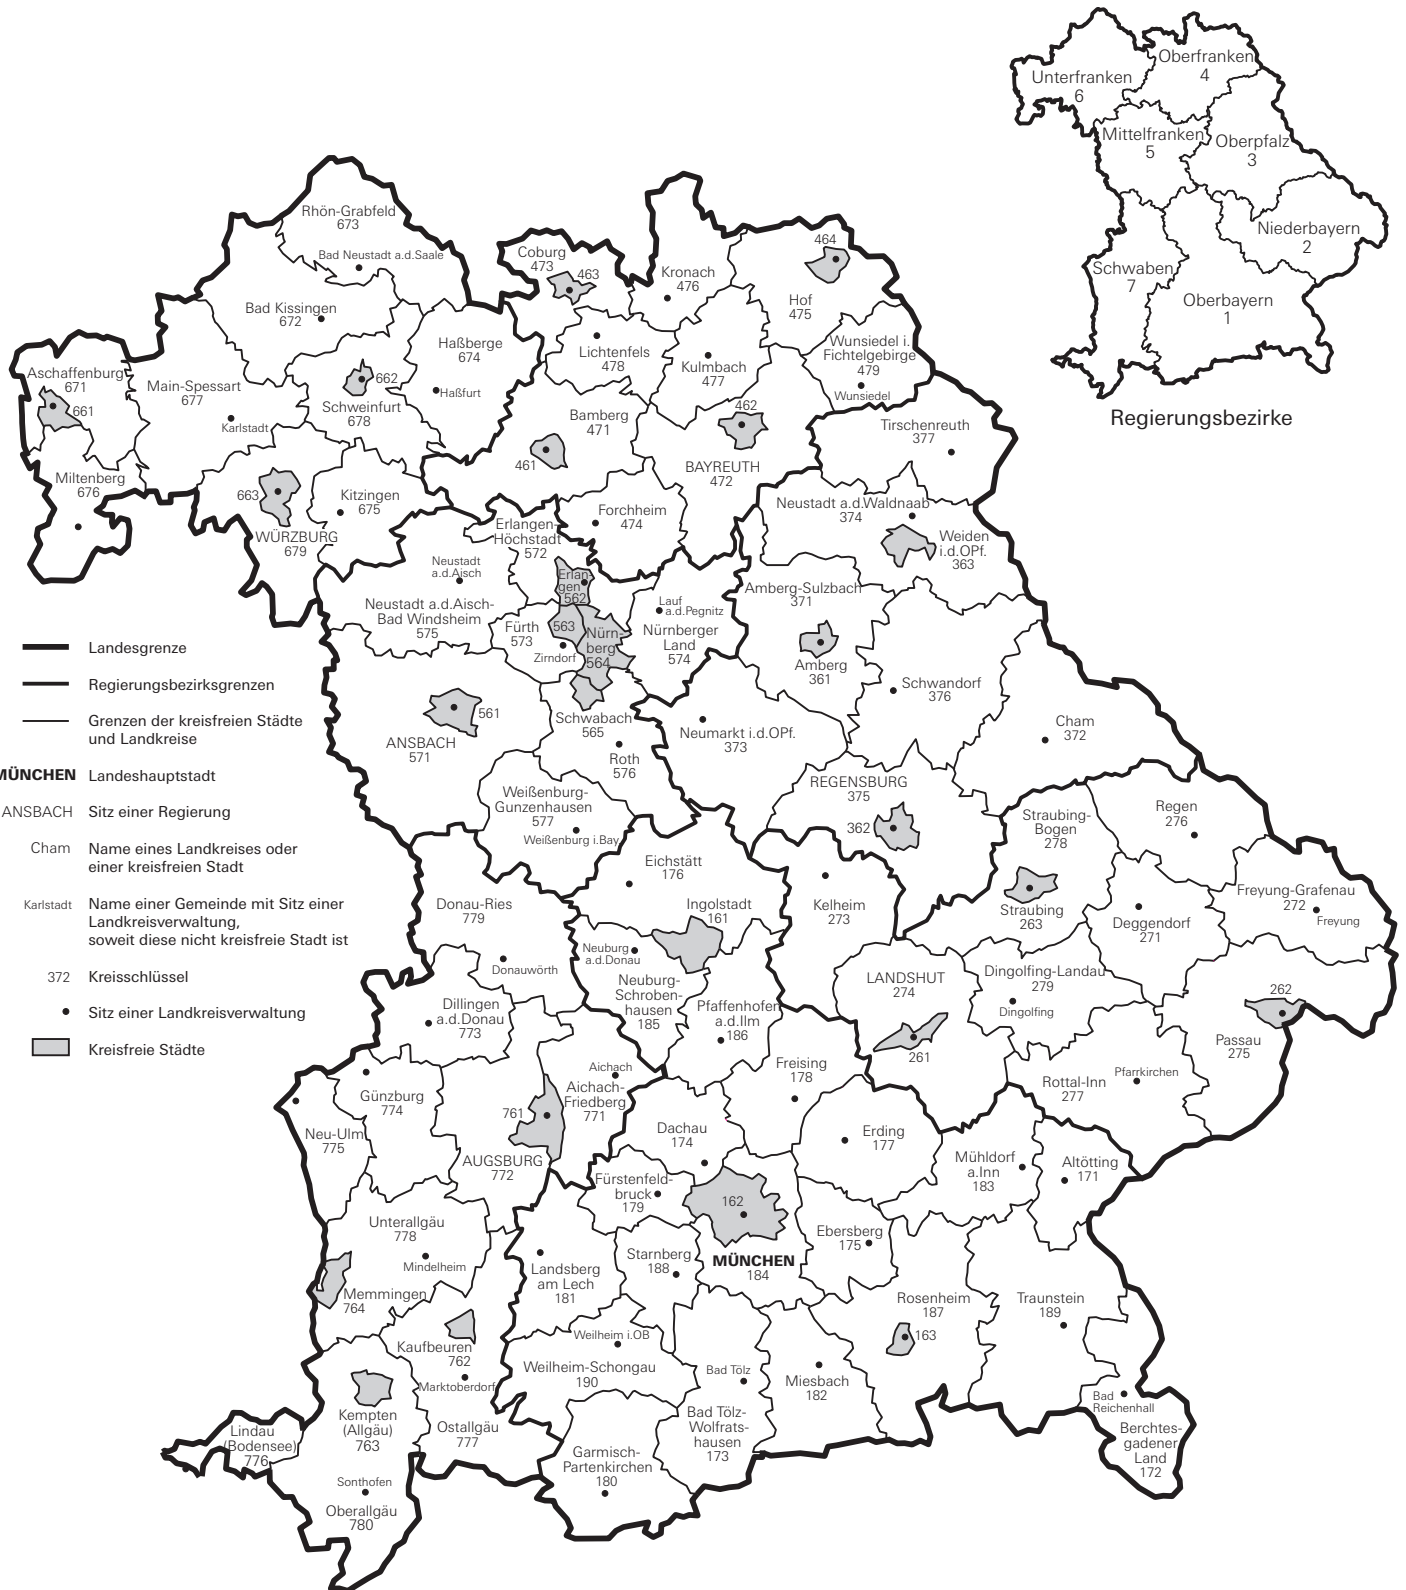 Unterfranken
6
Oberfranken
4
Mittelfranken
5
Oberpfalz
3
Niederbayern
2
Schwaben
7
Oberbayern
1
Regierungsbezirke
Rhön-Grabfeld
673
Bad Neustadt a.d.Saale
Bad Kissingen
672
Coburg
473
463
Kronach
476
464
Hof
475
Haßberge
674
Haßfurt
Lichtenfels
478
Kulmbach
477
Wunsiedel i.
Fichtelgebirge
479
Wunsiedel
Aschaffenburg
671
661
Main-Spessart
677
Karlstadt
662
Schweinfurt
678
Bamberg
471
461
462
BAYREUTH
472
Tirschenreuth
377
Miltenberg
676
663
WÜRZBURG
679
Kitzingen
675
Erlangen-
Höchstadt
572
Forchheim
474
Neustadt a.d.Waldnaab
374
Weiden
i.d.OPf.
363
Neustadt
a.d.Aisch
Neustadt a.d.Aisch-
Bad Windsheim
575
Erlan-
gen
562
Fürth
573
563
Zirndorf
Nürn-
berg
564
Lauf
a.d.Pegnitz
Nürnberger
Land
574
Amberg-Sulzbach
371
Amberg
361
Schwandorf
376
561
ANSBACH
571
Schwabach
565
Roth
576
Neumarkt i.d.OPf.
373
Cham
372
Weißenburg-
Gunzenhausen
577
Weißenburg i.Bay.
REGENSBURG
375
362
Straubing-
Bogen
278
Regen
276
Landesgrenze
Regierungsbezirksgrenzen
Grenzen der kreisfreien Städte
und Landkreise
MÜNCHEN Landeshauptstadt
ANSBACH Sitz einer Regierung
Cham Name eines Landkreises oder
einer kreisfreien Stadt
Karlstadt Name einer Gemeinde mit Sitz einer
Landkreisverwaltung,
soweit diese nicht kreisfreie Stadt ist
372 Kreisschlüssel
Sitz einer Landkreisverwaltung
Kreisfreie Städte
Eichstätt
176
Ingolstadt
161
Kelheim
273
Straubing
263
Deggendorf
271
Freyung-Grafenau
272
Freyung
Donau-Ries
779
Donauwörth
Neuburg
a.d.Donau
Neuburg-
Schroben-
hausen
185
Pfaffenhofen
a.d.Ilm
186
LANDSHUT
274
261
Dingolfing-Landau
279
Dingolfing
262
Passau
275
Dillingen
a.d.Donau
773
Freising
178
Rottal-Inn
277
Pfarrkirchen
Günzburg
774
Aichach
Aichach-
Friedberg
771
761
AUGSBURG
772
Neu-Ulm
775
Dachau
174
Erding
177
Mühldorf
a.Inn
183
Altötting
171
Fürstenfeld-
bruck
179
162
MÜNCHEN
184
Ebersberg
175
Unterallgäu
778
Mindelheim
Memmingen
764
Landsberg
am Lech
181
Starnberg
188
Rosenheim
187
163
Traunstein
189
Kaufbeuren
762
Marktoberdorf
Weilheim i.OB
Weilheim-Schongau
190
Bad Tölz
Miesbach
182
Bad
Reichenhall
Berchtes-
gadener
Land
172
Lindau
(Bodensee)
776
Kempten
(Allgäu)
763
Ostallgäu
777
Bad Tölz-
Wolfrats-
hausen
173
Garmisch-
Partenkirchen
180
Sonthofen
Oberallgäu
780